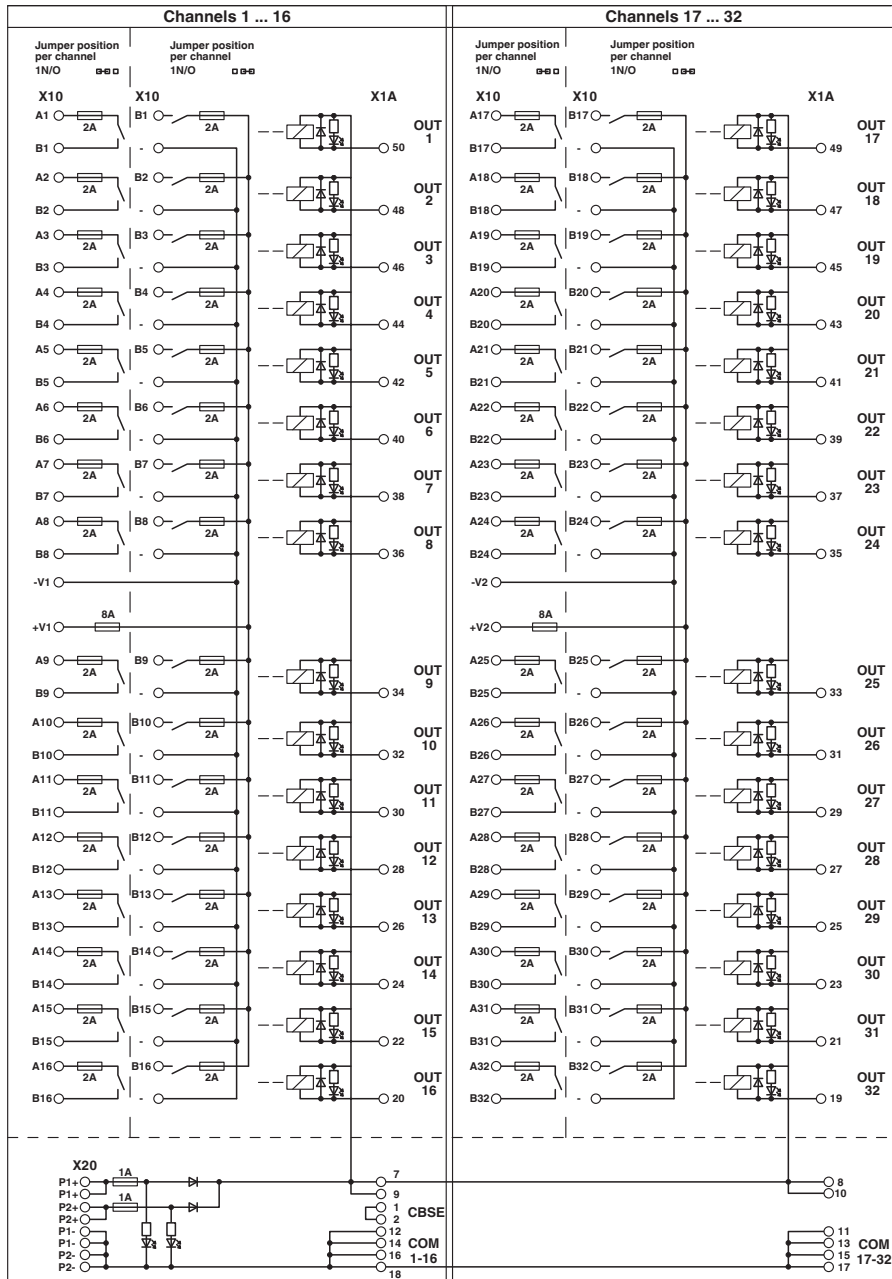 Channels 1 ... 16 Channels 17 ... 32
Jumper position per channel 1N/O Jumper position per channel 1N/O Jumper position per channel 1N/O Jumper position per channel 1N/O
X10 X10 X1A X10 X10 X1A
A1 2A B1 2A OUT 1 A17 2A B17 2A OUT 17
B1 - 50 B17 - 49
A2 2A B2 2A OUT 2 A18 2A B18 2A OUT 18
B2 - 48 B18 - 47
A3 2A B3 2A OUT 3 A19 2A B19 2A OUT 19
B3 - 46 B19 - 45
A4 2A B4 2A OUT 4 A20 2A B20 2A OUT 20
B4 - 44 B20 - 43
A5 2A B5 2A OUT 5 A21 2A B21 2A OUT 21
B5 - 42 B21 - 41
A6 2A B6 2A OUT 6 A22 2A B22 2A OUT 22
B6 - 40 B22 - 39
A7 2A B7 2A OUT 7 A23 2A B23 2A OUT 23
B7 - 38 B23 - 37
A8 2A B8 2A OUT 8 A24 2A B24 2A OUT 24
B8 - 36 B24 - 35
-V1 -V2
+V1 8A +V2 8A
A9 2A B9 2A OUT 9 A25 2A B25 2A OUT 25
B9 - 34 B25 - 33
A10 2A B10 2A OUT 10 A26 2A B26 2A OUT 26
B10 - 32 B26 - 31
A11 2A B11 2A OUT 11 A27 2A B27 2A OUT 27
B11 - 30 B27 - 29
A12 2A B12 2A OUT 12 A28 2A B28 2A OUT 28
B12 - 28 B28 - 27
A13 2A B13 2A OUT 13 A29 2A B29 2A OUT 29
B13 - 26 B29 - 25
A14 2A B14 2A OUT 14 A30 2A B30 2A OUT 30
B14 - 24 B30 - 23
A15 2A B15 2A OUT 15 A31 2A B31 2A OUT 31
B15 - 22 B31 - 21
A16 2A B16 2A OUT 16 A32 2A B32 2A OUT 32
B16 - 20 B32 - 19
X20
P1+ 1A 7 8
P1+ 9 10
P2+ 1A 1 CBSE
P2+ 2
P1- 12 11
P1- 14 COM 13 COM
P2- 16 1-16 15 17-32
P2- 18 17